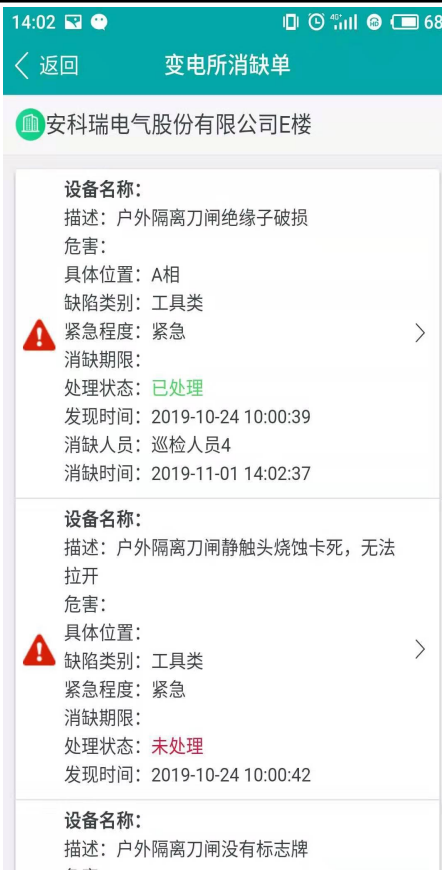 14:02
4G
HD
68
返回
变电所消缺单
安科瑞电气股份有限公司E楼
设备名称：
描述：户外隔离刀闸绝缘子破损
危害：
具体位置：A相
缺陷类别：工具类
紧急程度：紧急
消缺期限：
处理状态：已处理
发现时间：2019-10-24 10:00:39
消缺人员：巡检人员4
消缺时间：2019-11-01 14:02:37
设备名称：
描述：户外隔离刀闸静触头烧蚀卡死，无法
拉开
危害：
具体位置：
缺陷类别：工具类
紧急程度：紧急
消缺期限：
处理状态：未处理
发现时间：2019-10-24 10:00:42
设备名称：
描述：户外隔离刀闸没有标志牌